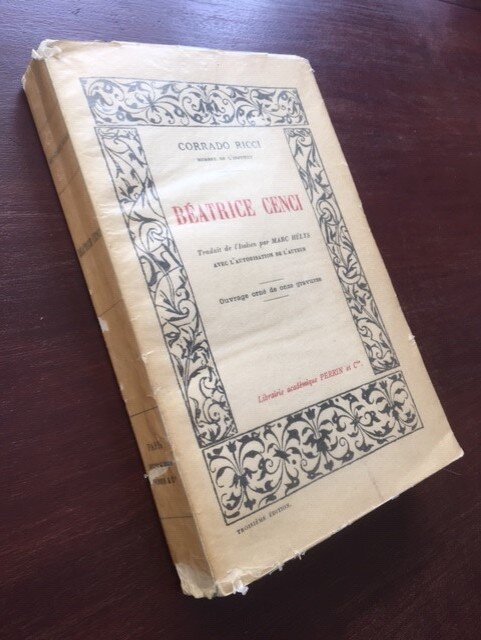 CORRADO RICCI
MEMBRE DE L'INSTITUT
BÉATRICE CENCI
Traduit de l'Italien par MARC HÉLYS
AVEC L'AUTORISATION DE L'AUTEUR
Ouvrage orné de onze gravures
Librairie académique PERRIN et Cie
TROISIÈME ÉDITION.